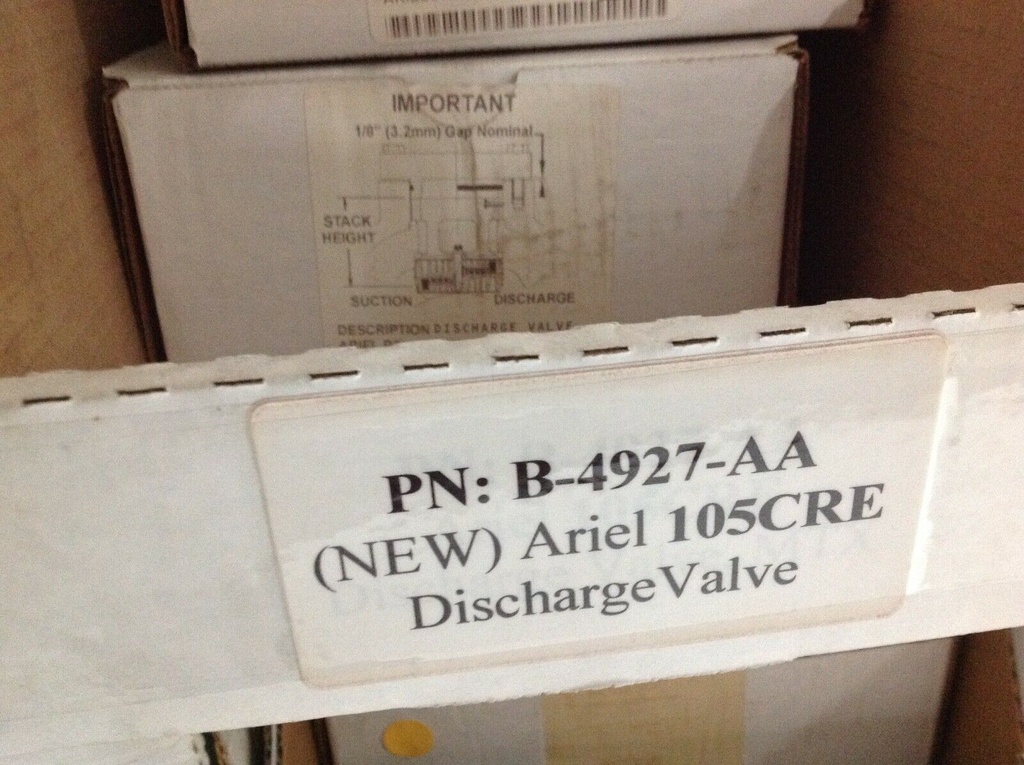 IMPORTANT
1/8" (3.2mm) Gap Nominal
STACK
HEIGHT
SUCTION
DISCHARGE
DESCRIPTION DISCHARGE VALVE
PN: B-4927-AA
(NEW) Ariel 105CRE
DischargeValve